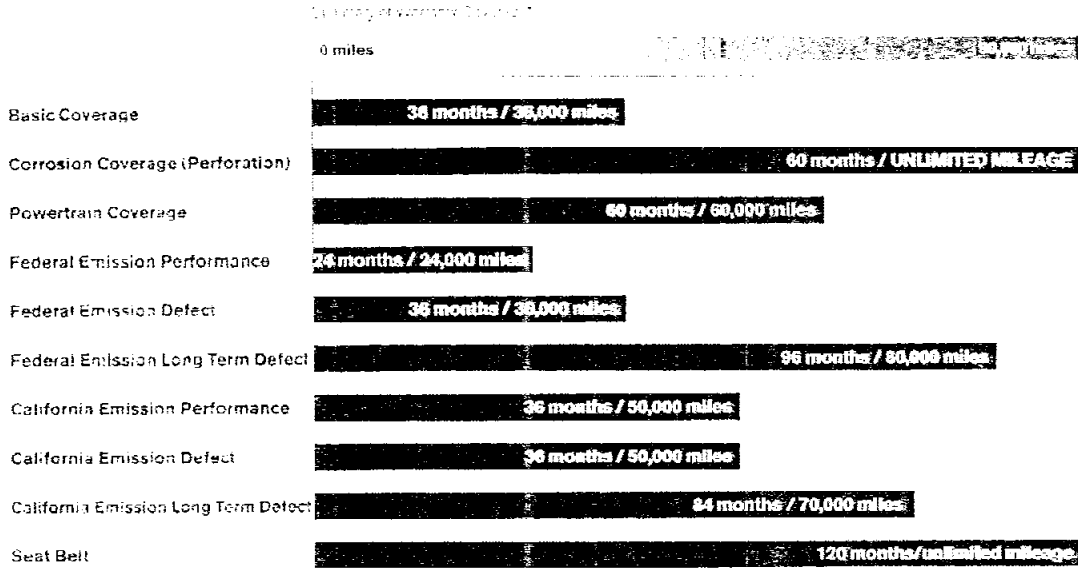 0 miles
Basic Coverage 36 months / 36,000 miles
Corrosion Coverage (Perforation) 60 months / UNLIMITED MILEAGE
Powertrain Coverage 60 months / 60,000 miles
Federal Emission Performance 24 months / 24,000 miles
Federal Emission Defect 36 months / 36,000 miles
Federal Emission Long Term Defect 96 months / 80,000 miles
California Emission Performance 36 months / 50,000 miles
California Emission Defect 36 months / 50,000 miles
California Emission Long Term Defect 84 months / 70,000 miles
Seat Belt 120 months/unlimited mileage